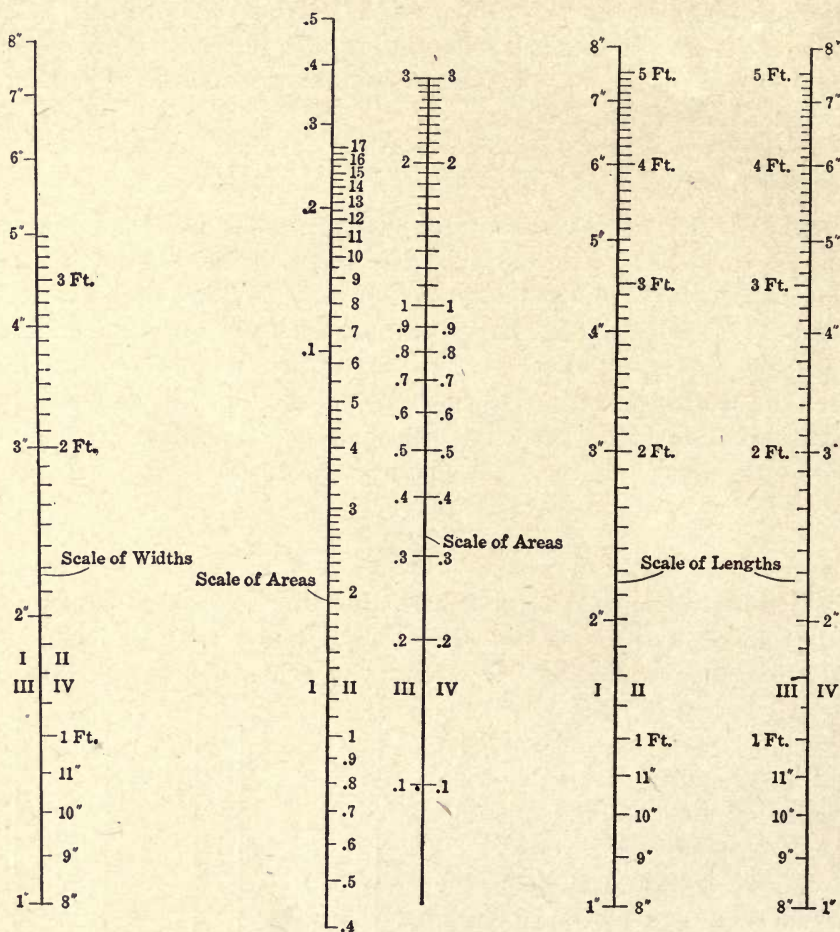 8"
7"
6"
5"
3 Ft.
4"
3" 2 Ft.
Scale of Widths
2"
I II
III IV
1 Ft.
11"
10"
9"
1" 8"
.5
.4
.3
17
16
15
14
13
.2
12
11
10
9
8
7
.1
6
5
4
3
Scale of Areas
2
I II
1
.9
.8
.7
.6
.5
.4
3 3
2 2
1 1
.9 .9
.8 .8
.7 .7
.6 .6
.5 .5
.4 .4
Scale of Areas
.3 .3
.2 .2
III IV
.1 .1
8"
5 Ft.
7"
6" 4 Ft.
5"
3 Ft.
4"
3" 2 Ft.
Scale of Lengths
2"
I II
1 Ft.
11"
10"
9"
1" 8"
8"
5 Ft.
7"
4 Ft. 6"
5"
3 Ft.
4"
2 Ft. 3"
2"
III IV
1 Ft.
11"
10"
9"
8" 1"